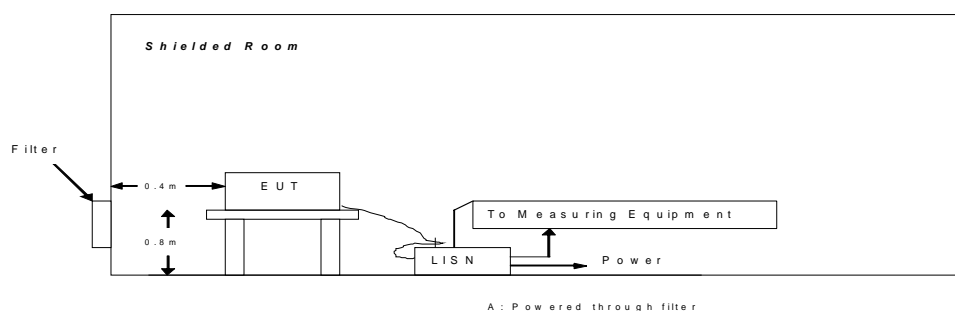 Shielded Room
Filter
0.4m
EUT
To Measuring Equipment
0.8m
LISN
Power
A: Powered through filter